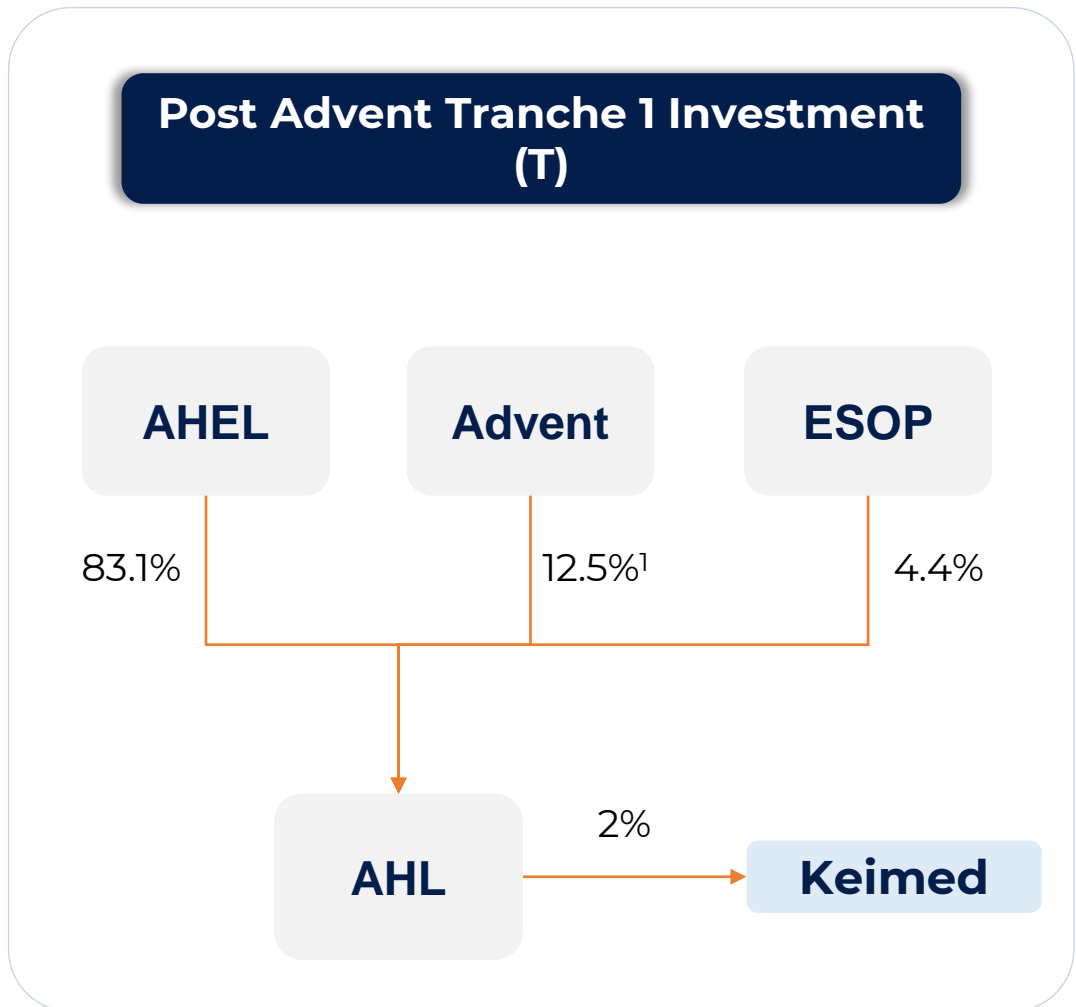 Post Advent Tranche 1 Investment
(T)
AHEL
Advent
ESOP
83.1%
12.5%¹
4.4%
2%
AHL
Keimed